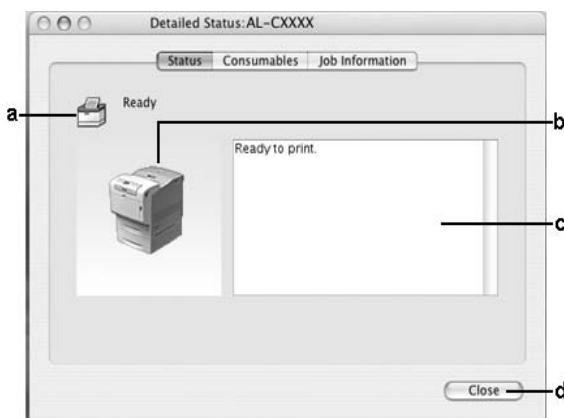 Detailed Status: AL-CXXXX
Status Consumables Job Information
a
Ready
b
Ready to print.
c
Close
d